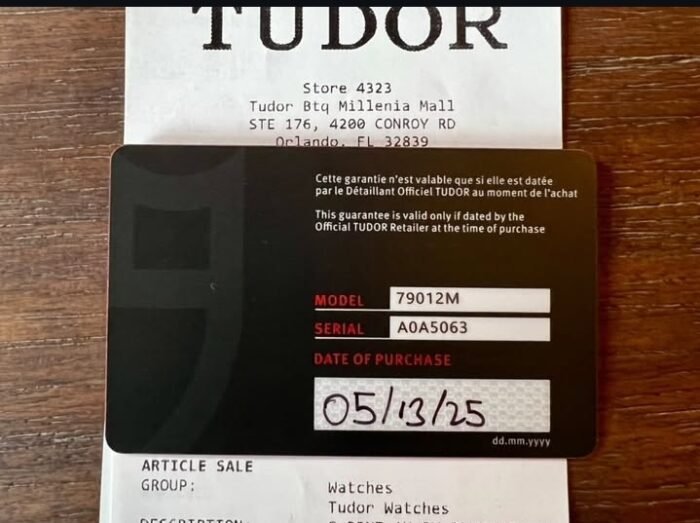 TUDOR
Store 4323
Tudor Btq Millenia Mall
STE 176, 4200 CONROY RD
Orlando, FL 32839
Cette garantie n'est valable que si elle est datée
par le Détaillant Officiel TUDOR au moment de l'achat
This guarantee is valid only if dated by the
Official TUDOR Retailer at the time of purchase
MODEL 79012M
SERIAL A0A5063
DATE OF PURCHASE
05/13/25
dd.mm.yyyy
ARTICLE SALE
GROUP: Watches
Tudor Watches